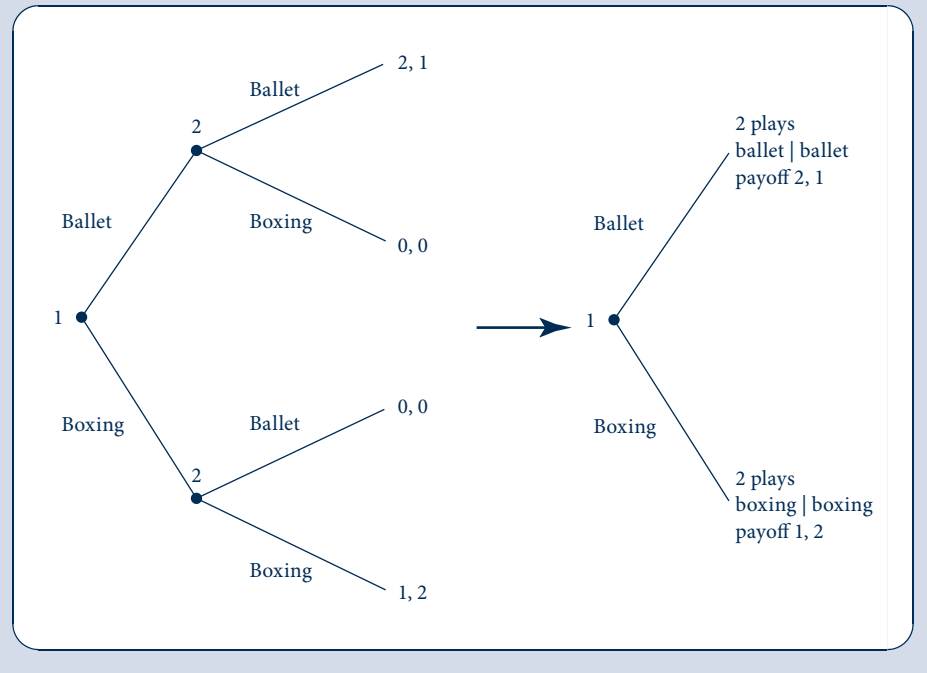 2, 1
Ballet
2
Ballet
Boxing
0, 0
1
Boxing
0, 0
Ballet
2
Boxing
1, 2
2 plays
ballet | ballet
payoff 2, 1
Ballet
1
Boxing
2 plays
boxing | boxing
payoff 1, 2